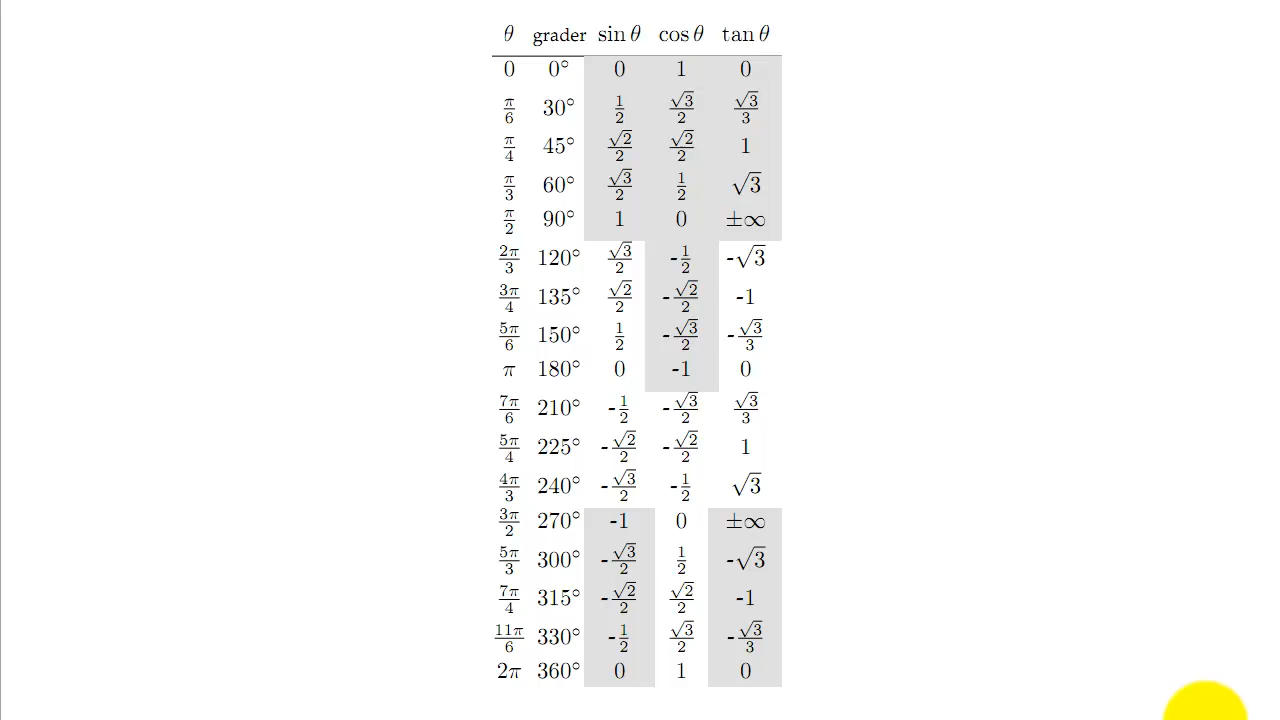 θ grader sin θ cos θ tan θ
0 0° 0 1 0
π/6 30° 1/2 √3/2 √3/3
π/4 45° √2/2 √2/2 1
π/3 60° √3/2 1/2 √3
π/2 90° 1 0 ±∞
2π/3 120° √3/2 -1/2 -√3
3π/4 135° √2/2 -√2/2 -1
5π/6 150° 1/2 -√3/2 -√3/3
π 180° 0 -1 0
7π/6 210° -1/2 -√3/2 √3/3
5π/4 225° -√2/2 -√2/2 1
4π/3 240° -√3/2 -1/2 √3
3π/2 270° -1 0 ±∞
5π/3 300° -√3/2 1/2 -√3
7π/4 315° -√2/2 √2/2 -1
11π/6 330° -1/2 √3/2 -√3/3
2π 360° 0 1 0